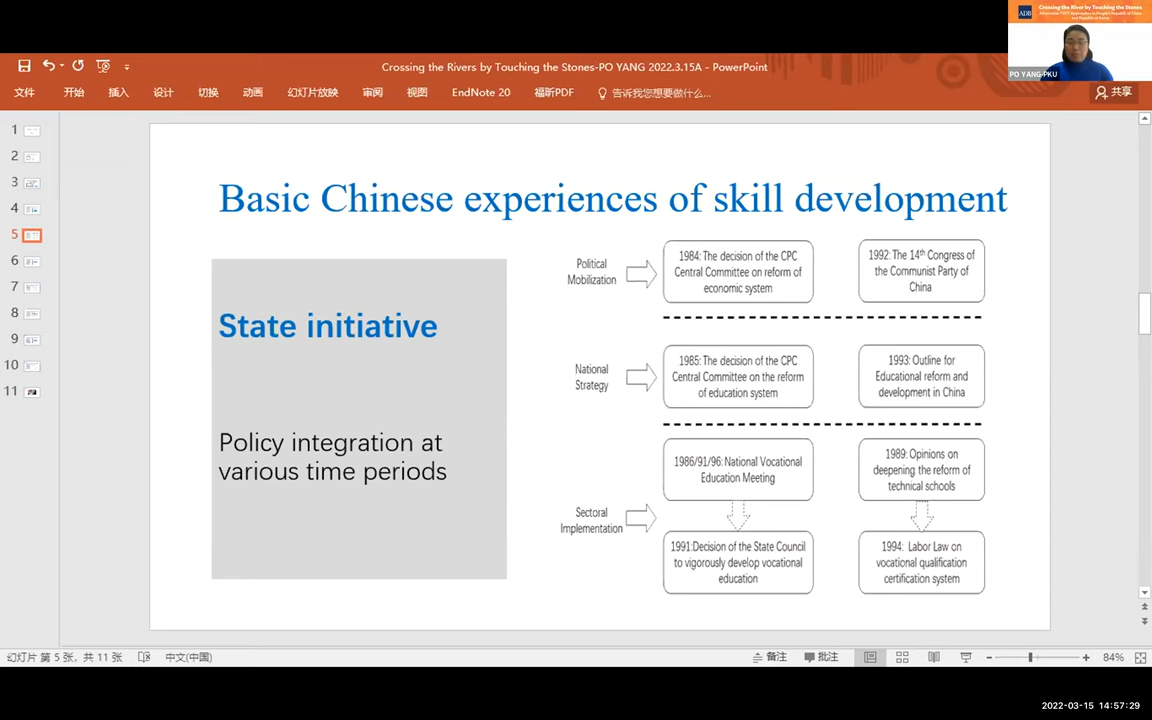 Crossing the River by Touching the Stones
ADB
PO YANG-PKU
Crossing the Rivers by Touching the Stones-PO YANG 2022.3.15A - PowerPoint
文件 开始 插入 设计 切换 动画 幻灯片放映 审阅 视图 EndNote 20 福昕PDF 告诉我您想要做什么... 共享
1
2
3
4
5
6
7
8
9
10
11
Basic Chinese experiences of skill development
State initiative
Policy integration at
various time periods
Political
Mobilization
1984: The decision of the CPC
Central Committee on reform of
economic system
1992: The 14th Congress of
the Communist Party of
China
National
Strategy
1985: The decision of the CPC
Central Committee on the reform
of education system
1993: Outline for
Educational reform and
development in China
Sectoral
Implementation
1986/91/96: National Vocational
Education Meeting
1989: Opinions on
deepening the reform of
technical schools
1991:Decision of the State Council
to vigorously develop vocational
education
1994: Labor Law on
vocational qualification
certification system
幻灯片 第 5 张, 共 11 张 中文(中国) 备注 批注 84%
2022-03-15 14:57:29